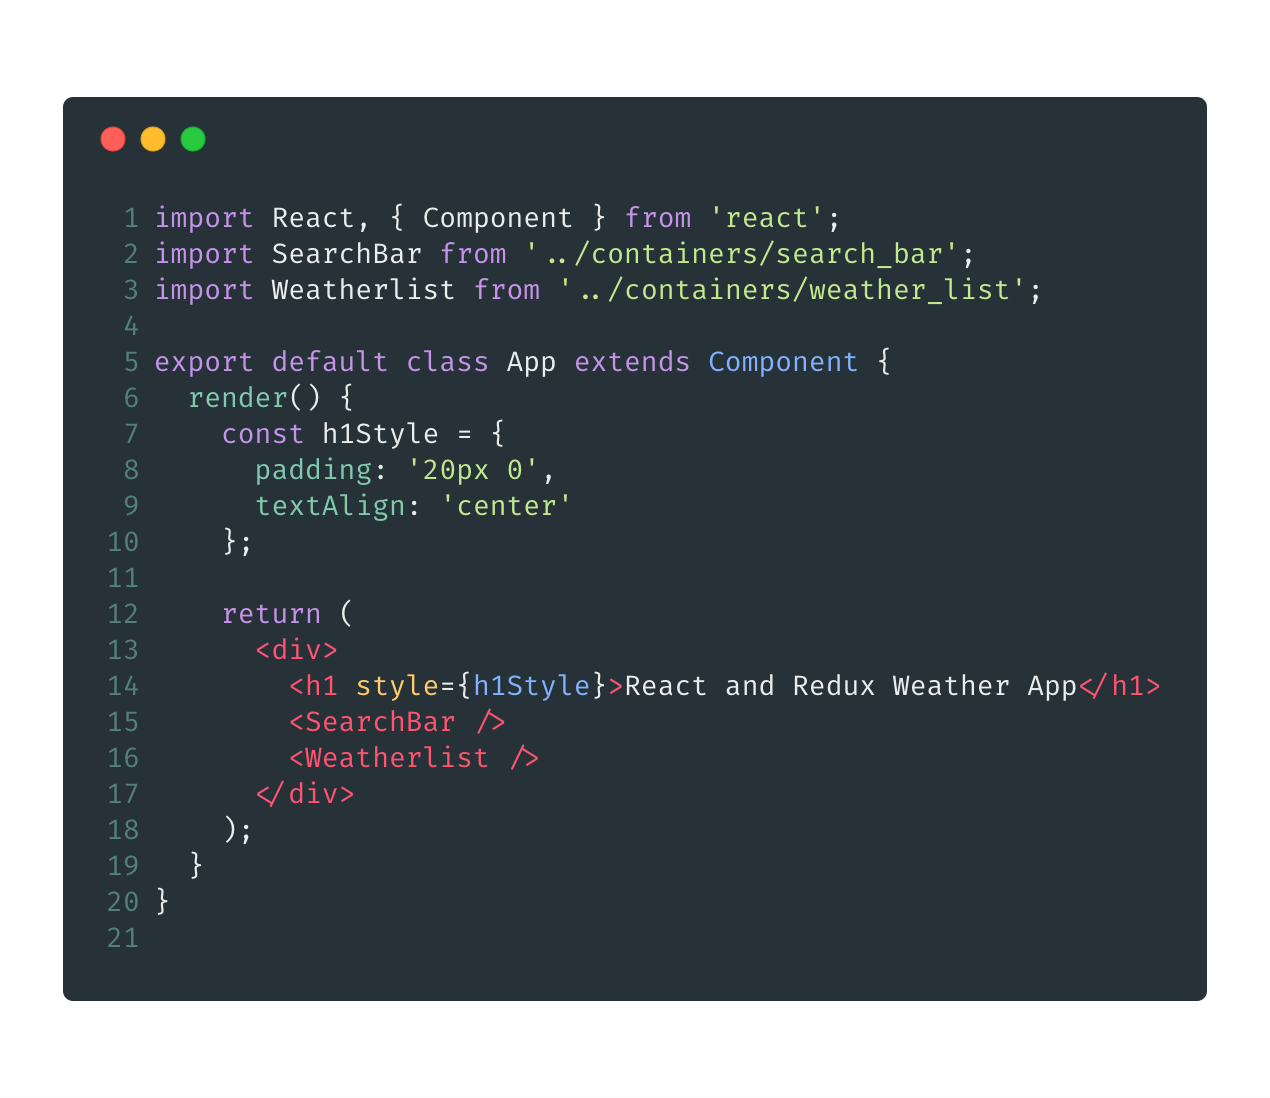 1 import React, { Component } from 'react';
2 import SearchBar from '../containers/search_bar';
3 import Weatherlist from '../containers/weather_list';
4
5 export default class App extends Component {
6   render() {
7     const h1Style = {
8       padding: '20px 0',
9       textAlign: 'center'
10     };
11
12     return (
13       <div>
14         <h1 style={h1Style}>React and Redux Weather App</h1>
15         <SearchBar />
16         <Weatherlist />
17       </div>
18     );
19   }
20 }
21